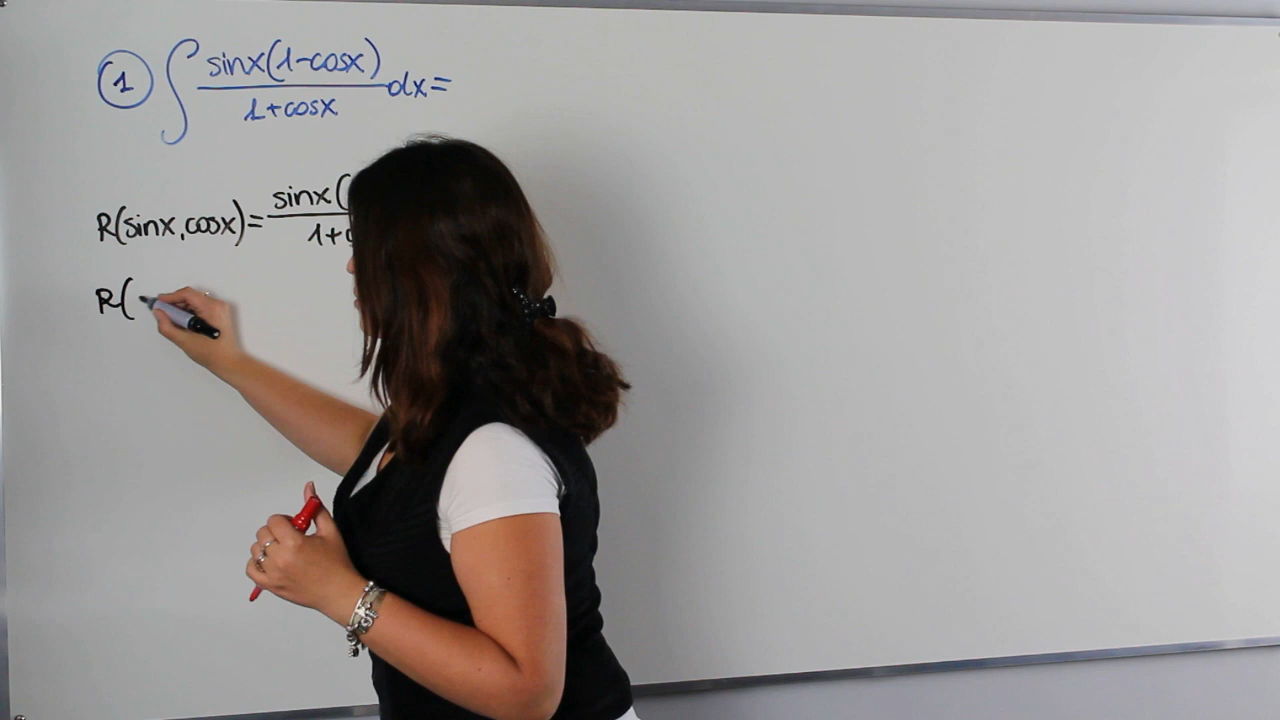 ① ∫ sinx(1-cosx) / 1+cosx dx =
R(sinx,cosx) = sinx( / 1+c
R(